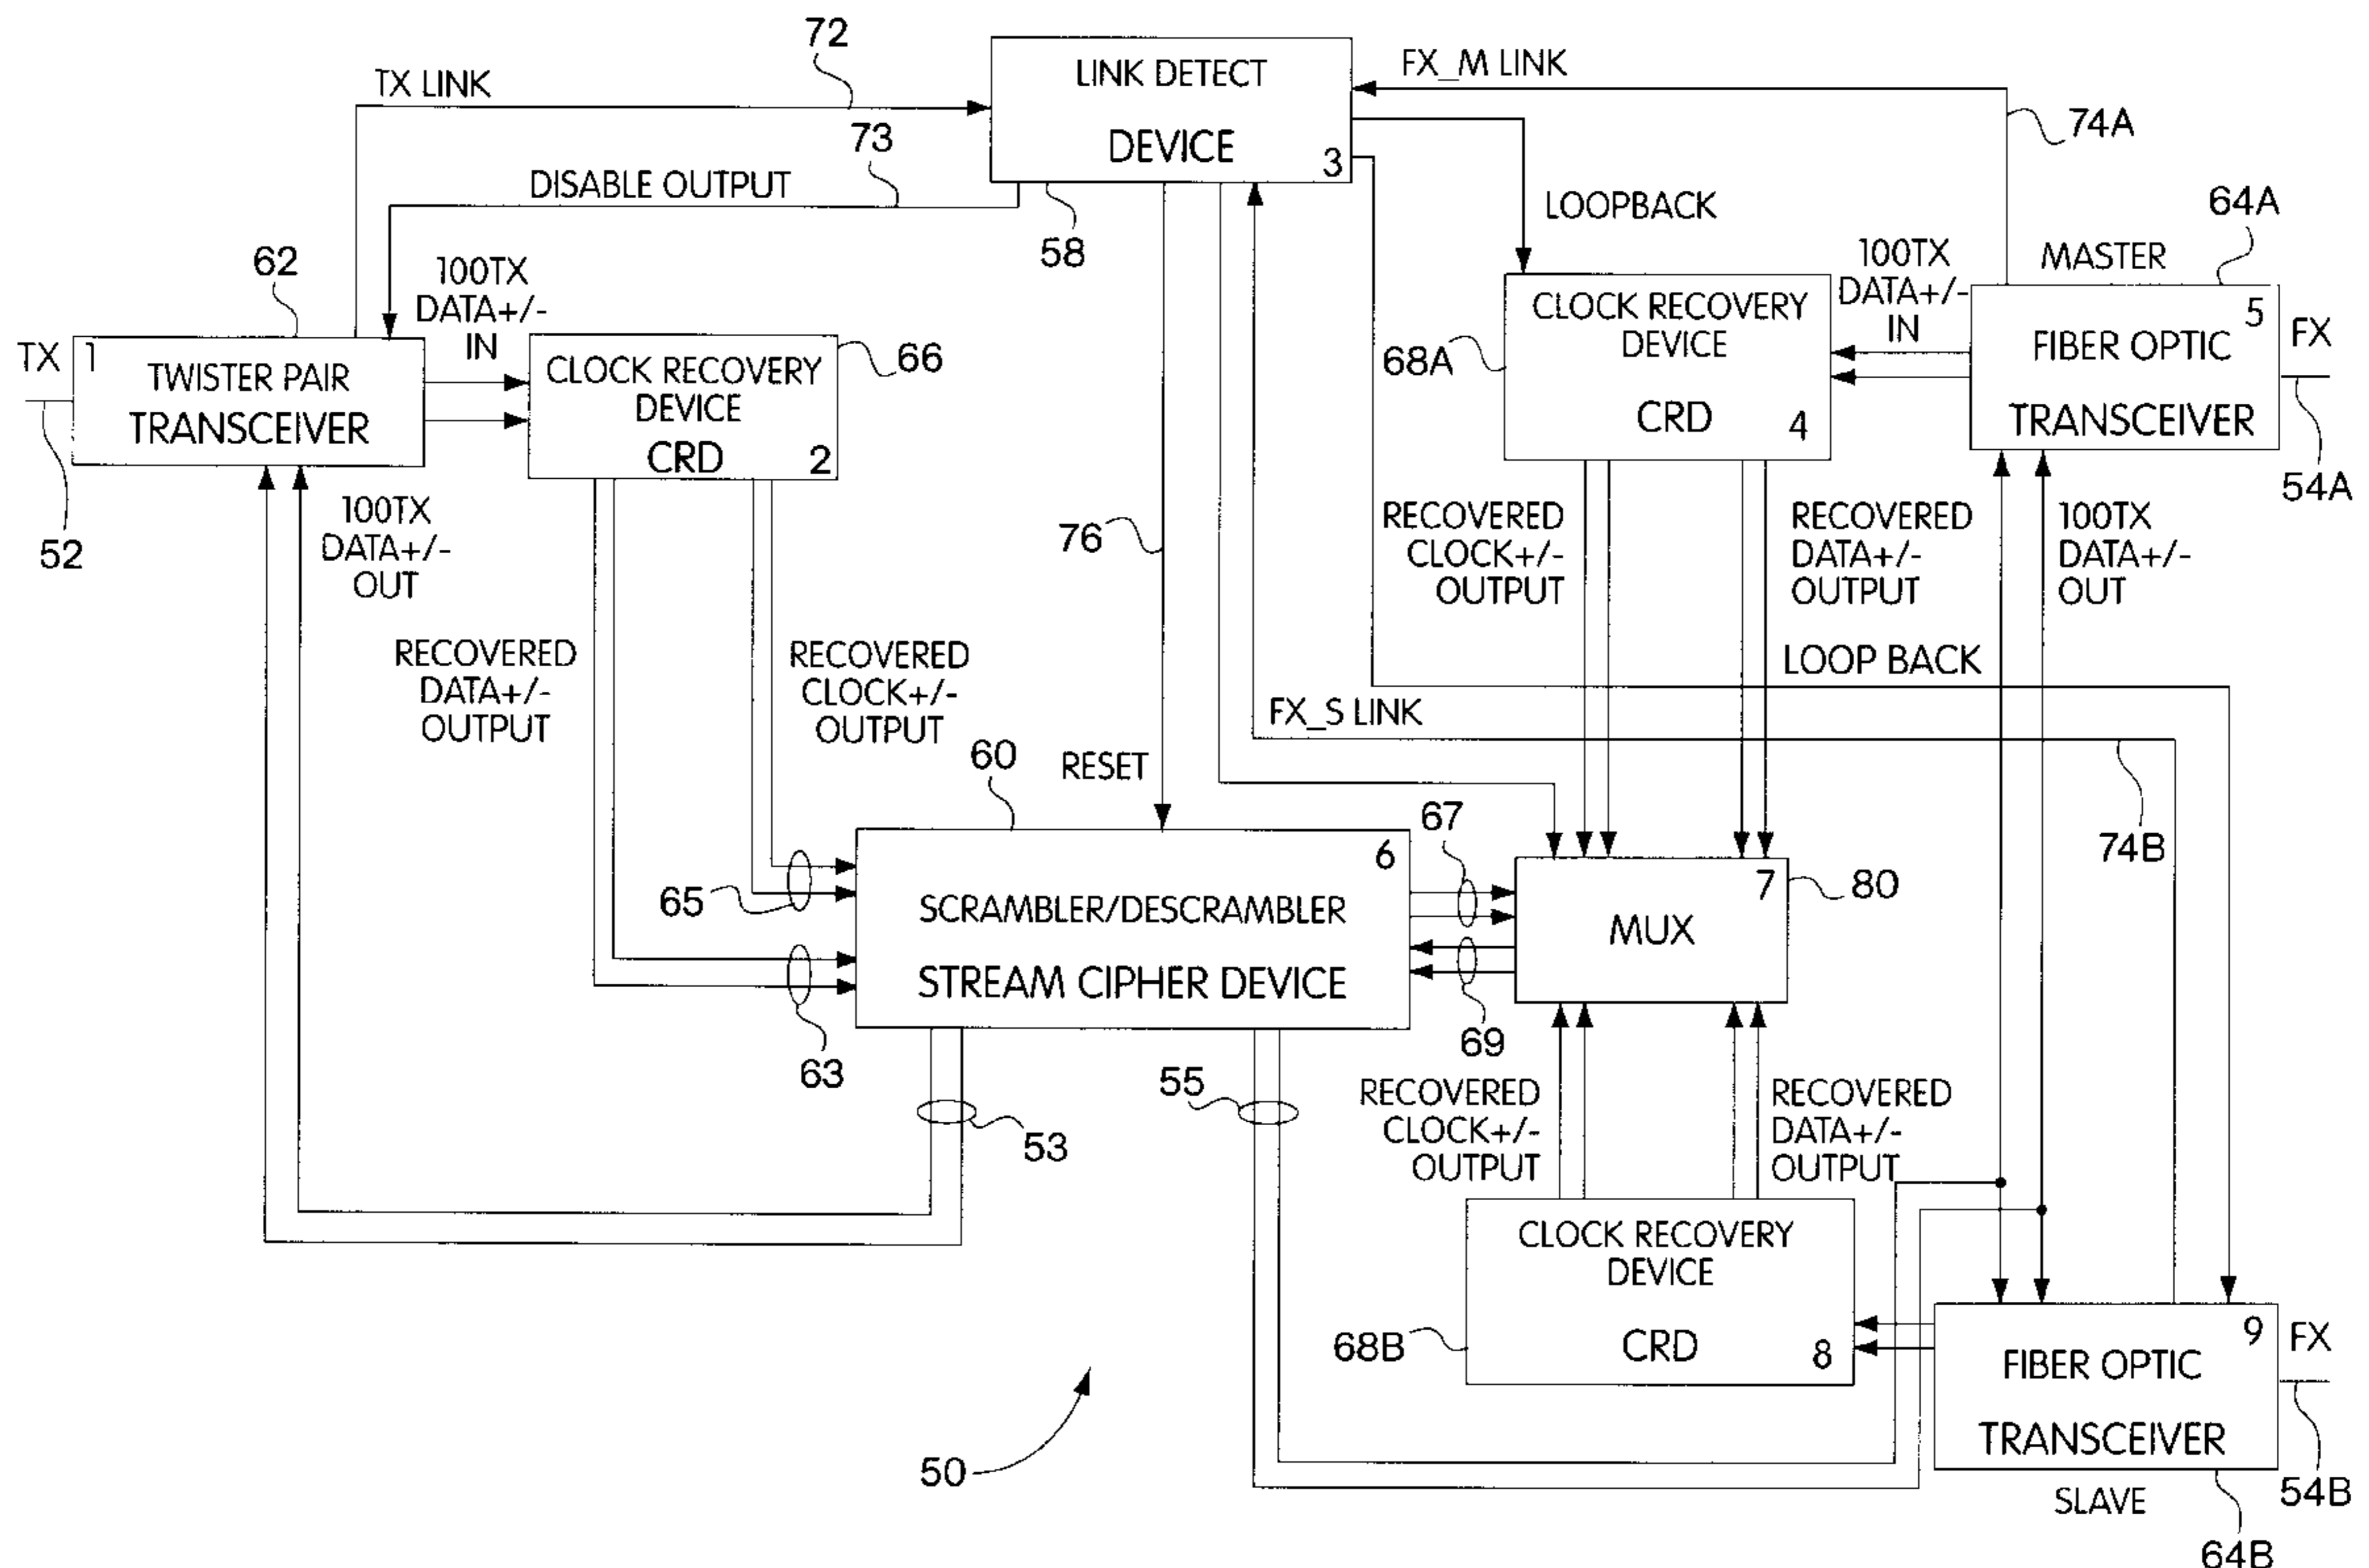 72
TX LINK
73
DISABLE OUTPUT
LINK DETECT
DEVICE
3
58
FX_M LINK
74A
LOOPBACK
62
100TX
DATA+/-
IN
TX
1
TWISTER PAIR
TRANSCEIVER
52
100TX
DATA+/-
OUT
CLOCK RECOVERY
DEVICE
CRD
2
66
68A
CLOCK RECOVERY
DEVICE
CRD
4
100TX
DATA+/-
IN
MASTER
64A
5
FIBER OPTIC
TRANSCEIVER
FX
54A
76
RECOVERED
CLOCK+/-
OUTPUT
RECOVERED
DATA+/-
OUTPUT
100TX
DATA+/-
OUT
RECOVERED
DATA+/-
OUTPUT
RECOVERED
CLOCK+/-
OUTPUT
LOOP BACK
FX_S LINK
74B
60
RESET
65
63
6
SCRAMBLER/DESCRAMBLER
STREAM CIPHER DEVICE
67
69
7
MUX
80
53
55
RECOVERED
CLOCK+/-
OUTPUT
RECOVERED
DATA+/-
OUTPUT
CLOCK RECOVERY
DEVICE
CRD
8
68B
9
FIBER OPTIC
TRANSCEIVER
FX
54B
SLAVE
64B
50